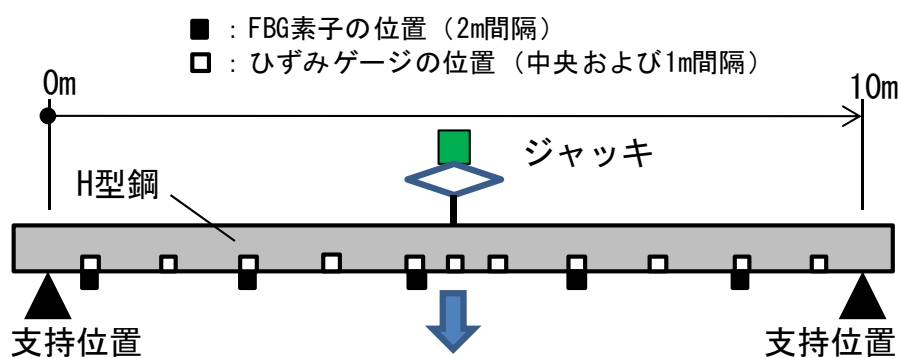 ■ : FBG素子の位置（2m間隔）
□ : ひずみゲージの位置（中央および1m間隔）
0m
10m
ジャッキ
H型鋼
支持位置
支持位置